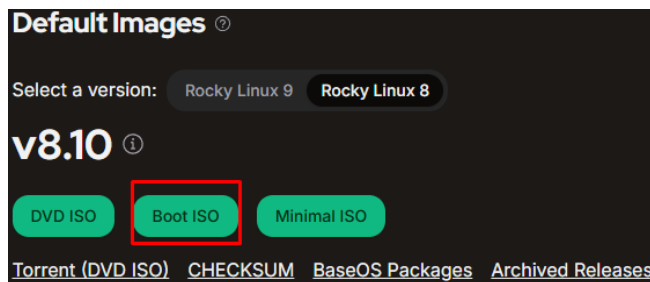 Default Images
Select a version: Rocky Linux 9 Rocky Linux 8
v8.10
DVD ISO Boot ISO Minimal ISO
Torrent (DVD ISO) CHECKSUM BaseOS Packages Archived Releases